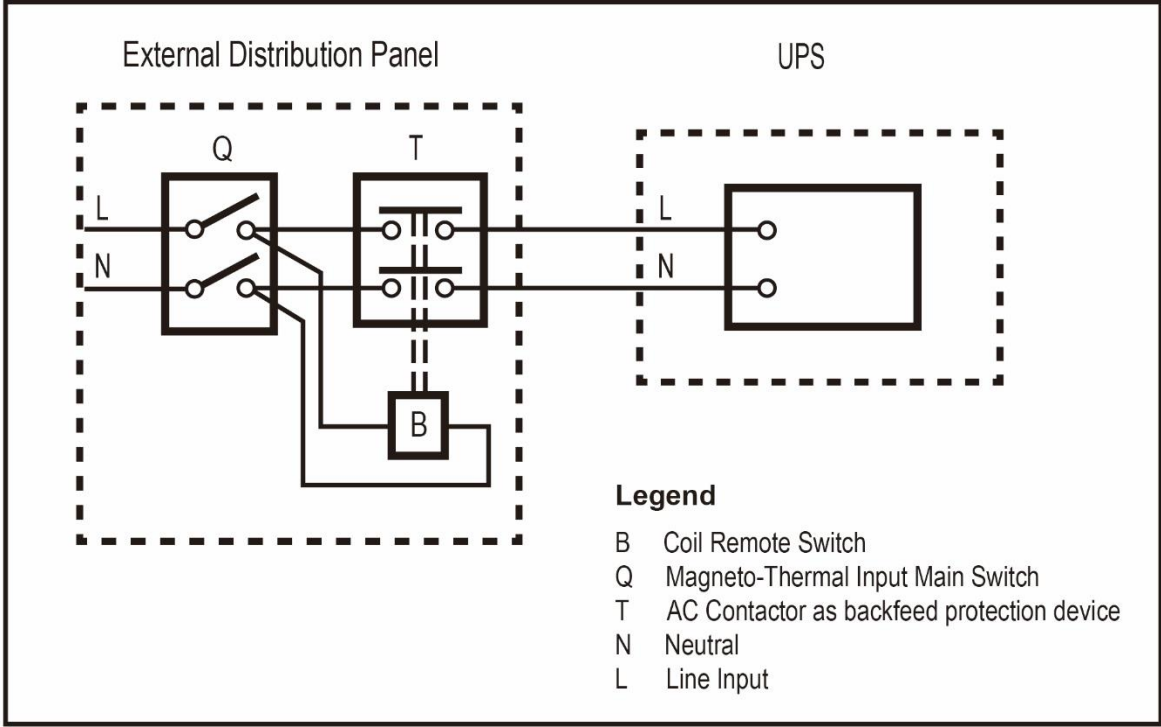 External Distribution Panel
UPS
Q
T
L
L
N
N
B
Legend
B Coil Remote Switch
Q Magneto-Thermal Input Main Switch
T AC Contactor as backfeed protection device
N Neutral
L Line Input